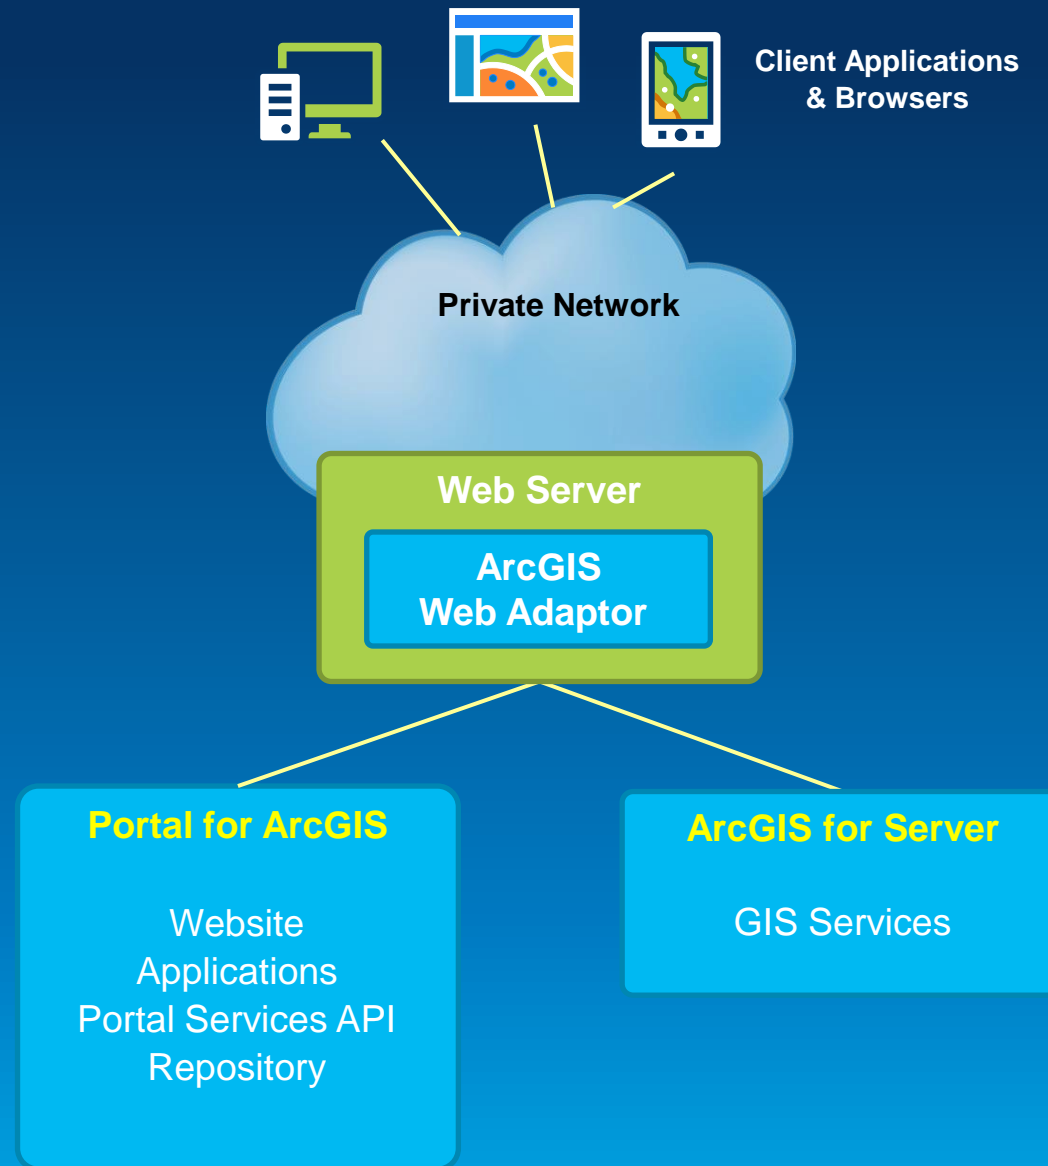 Client Applications
& Browsers
Private Network
Web Server
ArcGIS
Web Adaptor
Portal for ArcGIS
Website
Applications
Portal Services API
Repository
ArcGIS for Server
GIS Services